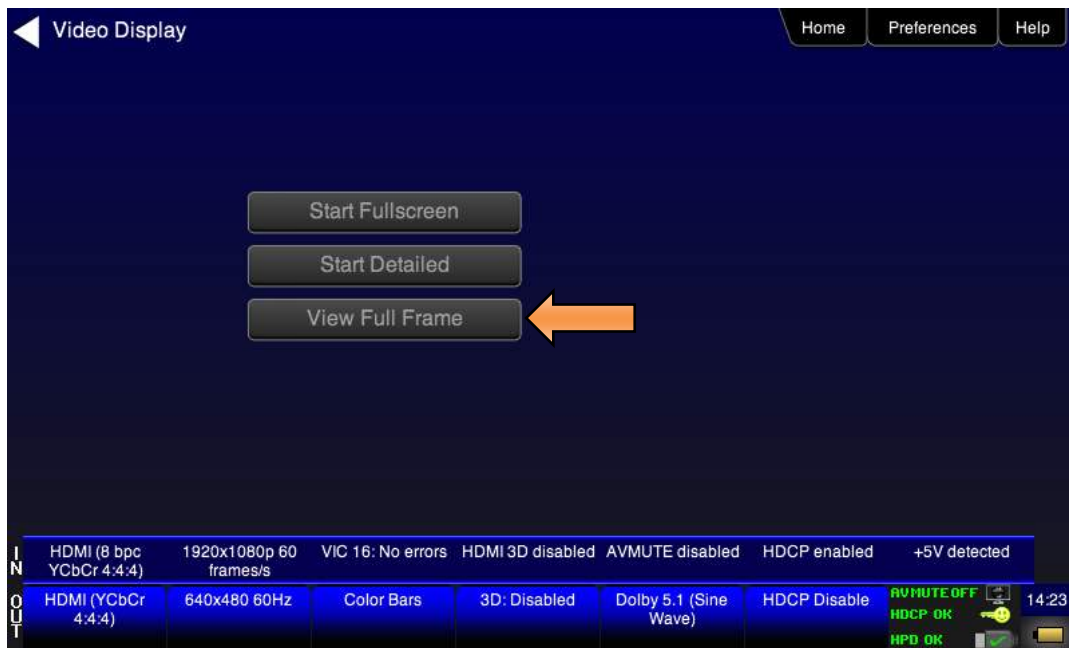 Video Display
Home
Preferences
Help
Start Fullscreen
Start Detailed
View Full Frame
IN
HDMI (8 bpc
YCbCr 4:4:4)
1920x1080p 60
frames/s
VIC 16: No errors
HDMI 3D disabled
AVMUTE disabled
HDCP enabled
+5V detected
OUT
HDMI (YCbCr
4:4:4)
640x480 60Hz
Color Bars
3D: Disabled
Dolby 5.1 (Sine
Wave)
HDCP Disable
AVMUTE OFF
HDCP OK
HPD OK
14:23